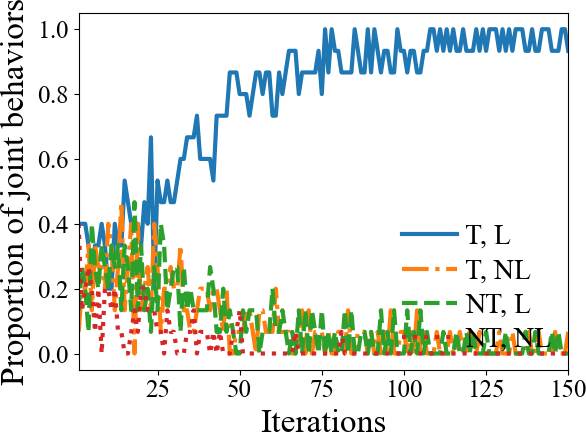 Proportion of joint behaviors
1.0
0.8
0.6
0.4
0.2
0.0
25
50
75
100
125
150
Iterations
T, L
T, NL
NT, L
NT, NL